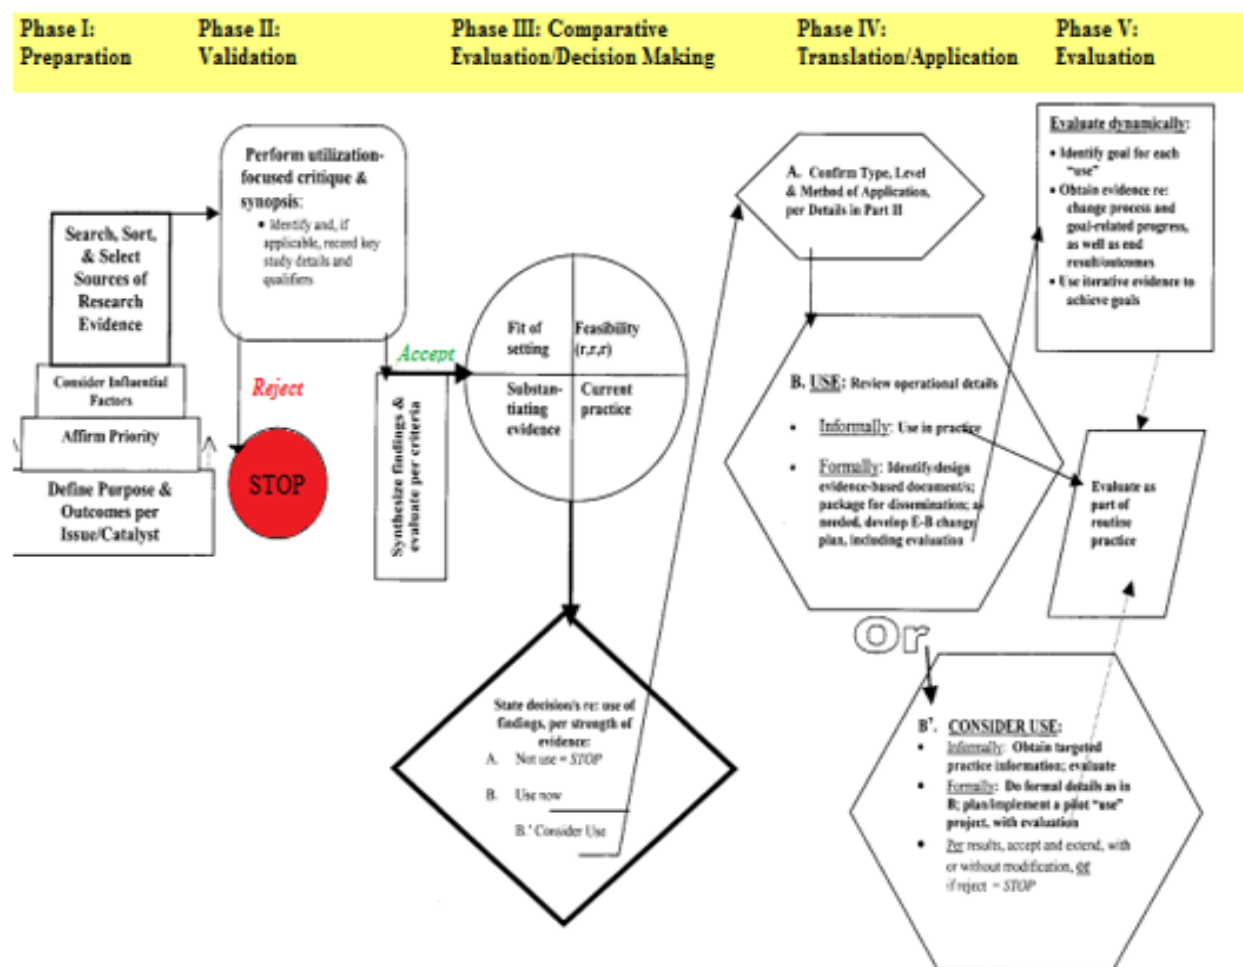 Phase I:
Preparation
Phase II:
Validation
Phase III: Comparative
Evaluation/Decision Making
Phase IV:
Translation/Application
Phase V:
Evaluation
Search, Sort,
& Select
Sources of
Research
Evidence
Consider Influential
Factors
Affirm Priority
Define Purpose &
Outcomes per
Issue/Catalyst
Perform utilization-
focused critique &
synopsis:
• Identify and, if
applicable, record key
study details and
qualifiers
Reject
STOP
Accept
Synthesize findings &
evaluate per criteria
Fit of
setting
Feasibility
(r,r,r)
Substan-
tiating
evidence
Current
practice
State decision/s re: use of
findings, per strength of
evidence:
A. Not use = STOP
B. Use now
B.' Consider Use
A. Confirm Type, Level
& Method of Application,
per Details in Part II
B. USE: Review operational details
• Informally: Use in practice
• Formally: Identify/design
evidence-based document/s;
package for dissemination; as
needed, develop E-B change
plan, including evaluation
Or
B'. CONSIDER USE:
• Informally: Obtain targeted
practice information; evaluate
• Formally: Do formal details as in
B; plan/implement a pilot "use"
project, with evaluation
• Per results, accept and extend, with
or without modification, or
if reject = STOP
Evaluate dynamically:
• Identify goal for each
"use"
• Obtain evidence re:
change process and
goal-related progress,
as well as end
result/outcomes
• Use iterative evidence to
achieve goals
Evaluate as
part of
routine
practice